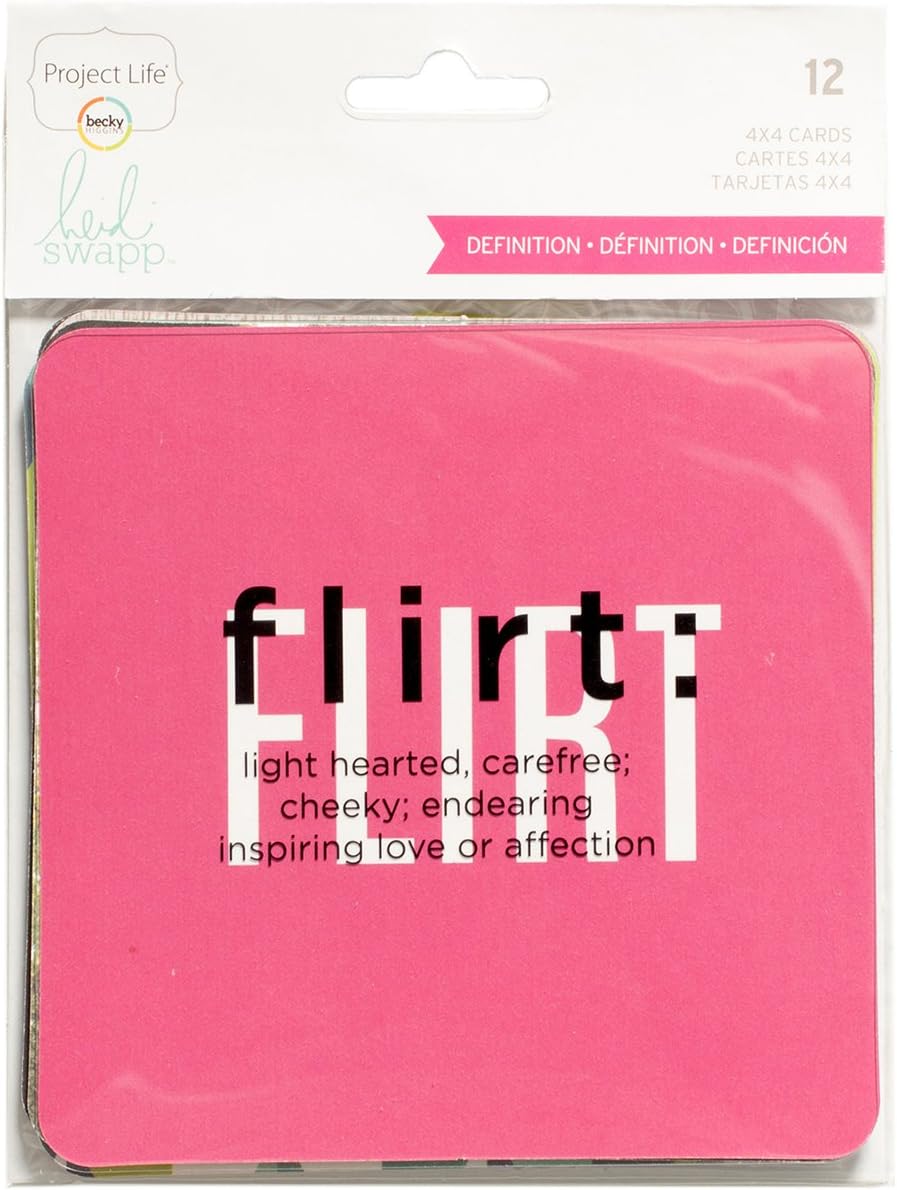 Project Life®
becky
HIGGINS
heidi
swapp™
12
4X4 CARDS
CARTES 4X4
TARJETAS 4X4
DEFINITION • DÉFINITION • DEFINICIÓN
flirt:
FLIRT
light hearted, carefree;
cheeky; endearing
inspiring love or affection